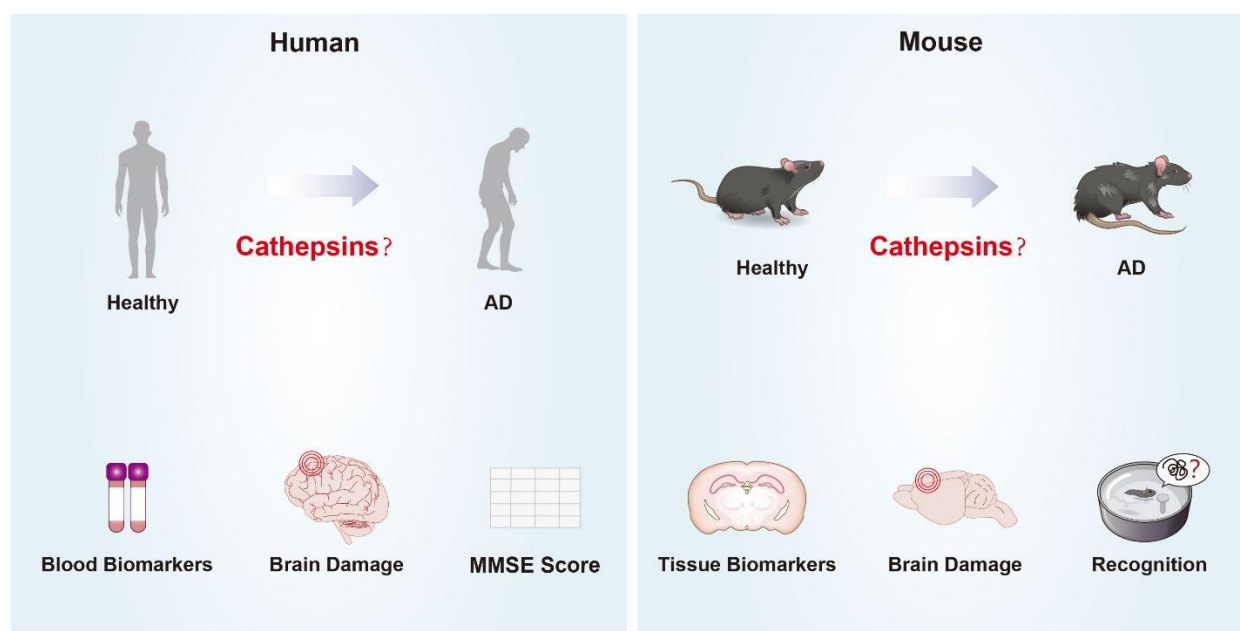 Human
Cathepsins?
Healthy
AD
Blood Biomarkers
Brain Damage
MMSE Score
Mouse
Cathepsins?
Healthy
AD
Tissue Biomarkers
Brain Damage
?
Recognition